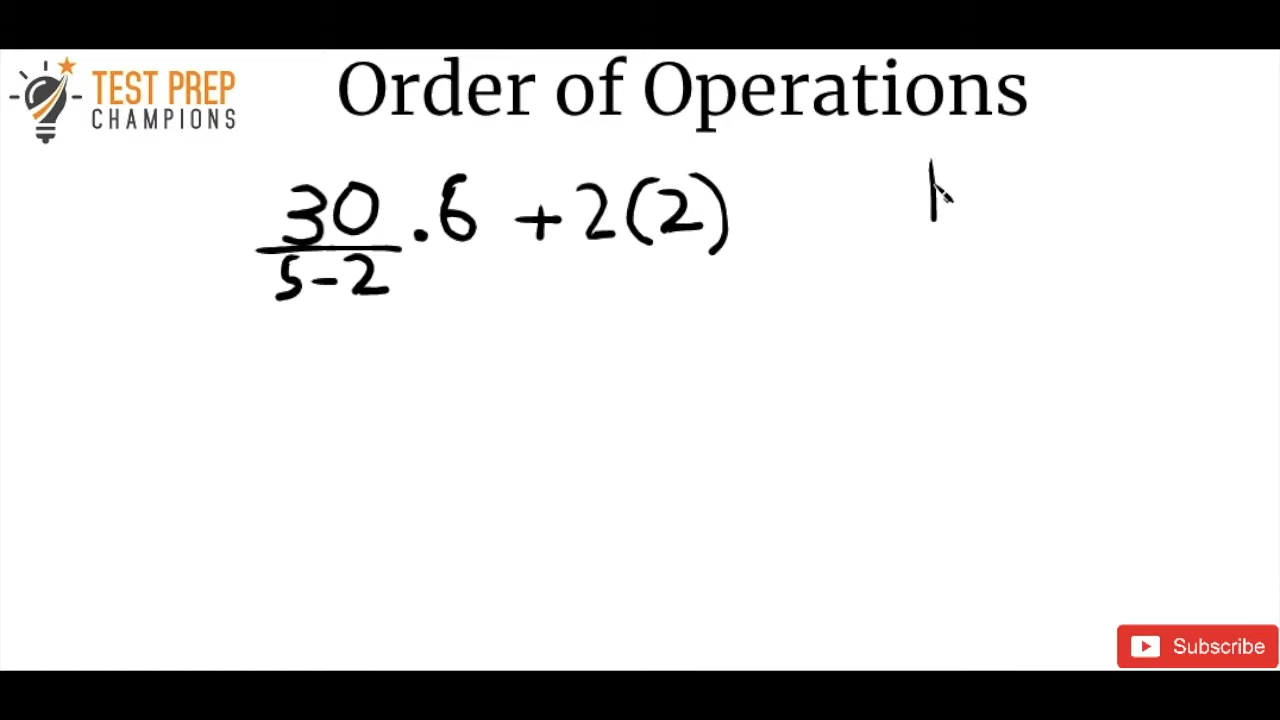 TEST PREP
CHAMPIONS
Order of Operations
30
5-2
.6 +2(2)
Subscribe